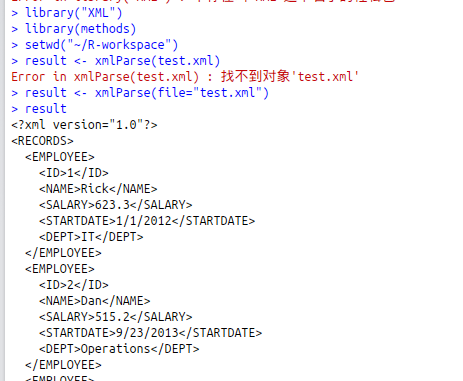 > library("XML")
> library(methods)
> setwd("~/R-workspace")
> result <- xmlParse(test.xml)
Error in xmlParse(test.xml) : 找不到对象'test.xml'
> result <- xmlParse(file="test.xml")
> result
<?xml version="1.0"?>
<RECORDS>
  <EMPLOYEE>
    <ID>1</ID>
    <NAME>Rick</NAME>
    <SALARY>623.3</SALARY>
    <STARTDATE>1/1/2012</STARTDATE>
    <DEPT>IT</DEPT>
  </EMPLOYEE>
  <EMPLOYEE>
    <ID>2</ID>
    <NAME>Dan</NAME>
    <SALARY>515.2</SALARY>
    <STARTDATE>9/23/2013</STARTDATE>
    <DEPT>Operations</DEPT>
  </EMPLOYEE>
  <EMPLOYEE>